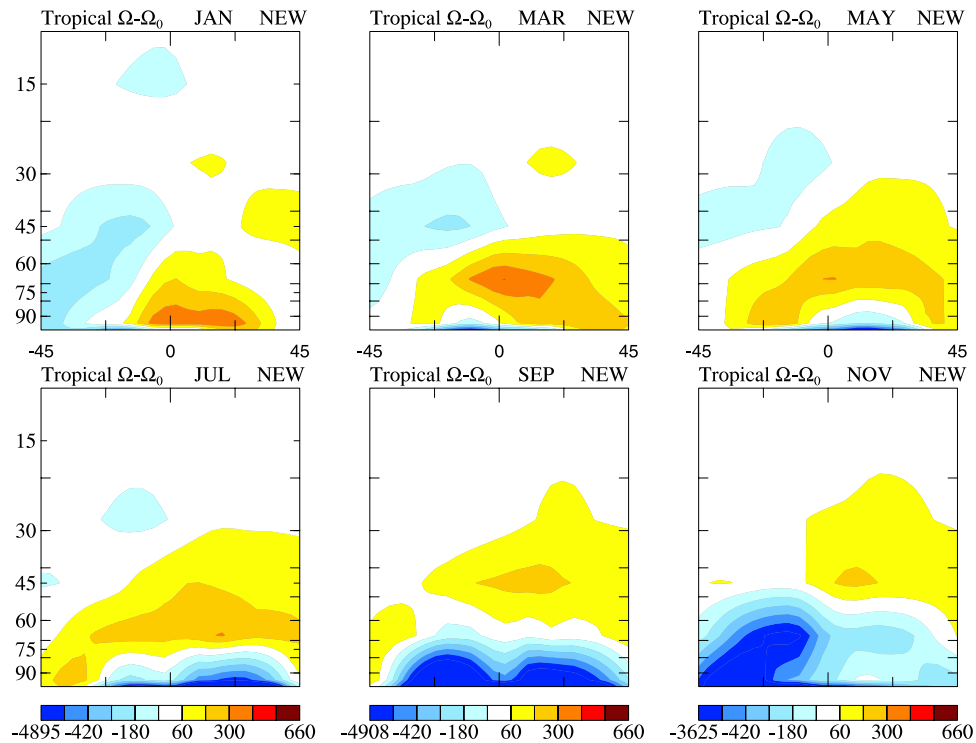 Tropical Ω-Ω0 JAN NEW
Tropical Ω-Ω0 MAR NEW
Tropical Ω-Ω0 MAY NEW
15
30
45
60
75
90
-45 0 45
-45 0 45
-45 0 45
Tropical Ω-Ω0 JUL NEW
Tropical Ω-Ω0 SEP NEW
Tropical Ω-Ω0 NOV NEW
15
30
45
60
75
90
-4895 -420 -180 60 300 660
-4908 -420 -180 60 300 660
-3625 -420 -180 60 300 660